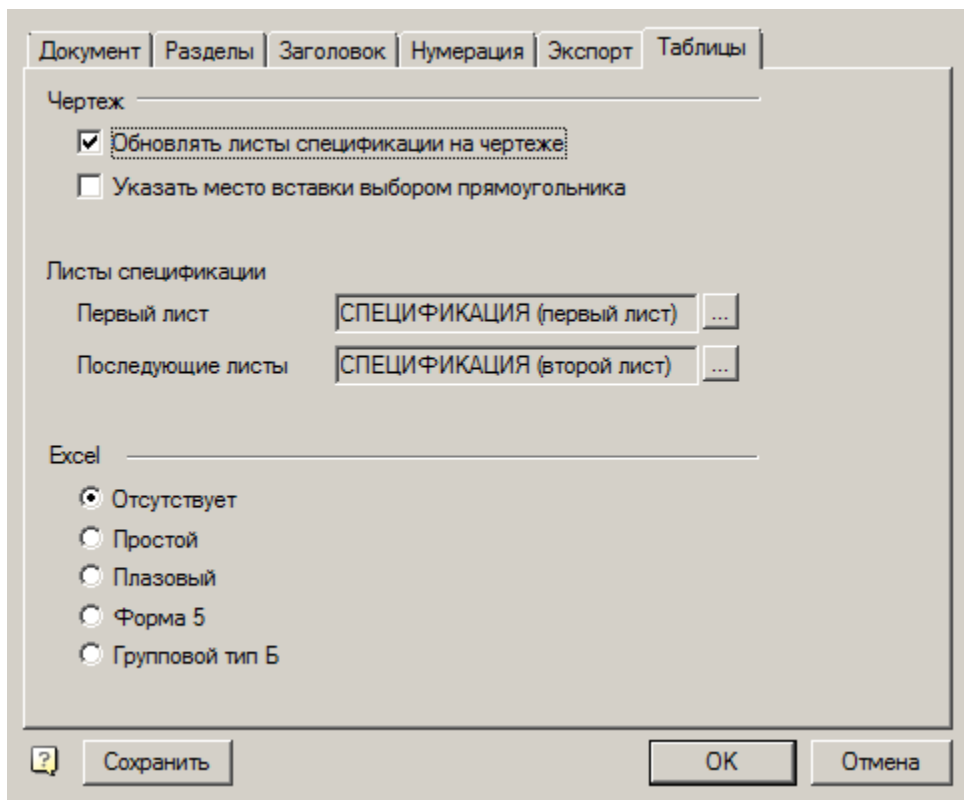 Документ Разделы Заголовок Нумерация Экспорт Таблицы
Чертеж
Обновлять листы спецификации на чертеже
Указать место вставки выбором прямоугольника
Листы спецификации
Первый лист СПЕЦИФИКАЦИЯ (первый лист) ...
Последующие листы СПЕЦИФИКАЦИЯ (второй лист) ...
Excel
Отсутствует
Простой
Плазовый
Форма 5
Групповой тип Б
? Сохранить OK Отмена